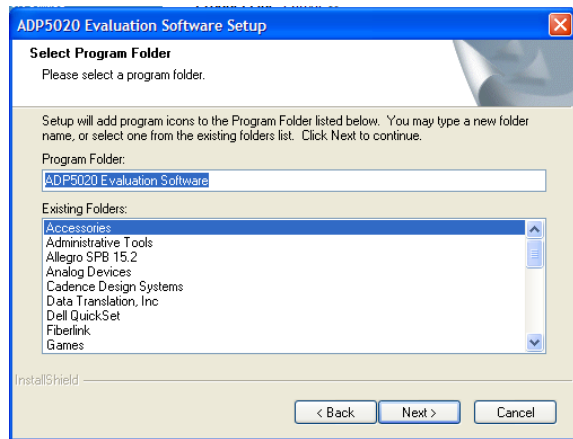 ADP5020 Evaluation Software Setup
Select Program Folder
Please select a program folder.
Setup will add program icons to the Program Folder listed below. You may type a new folder
name, or select one from the existing folders list. Click Next to continue.
Program Folder:
ADP5020 Evaluation Software
Existing Folders:
Accessories
Administrative Tools
Allegro SPB 15.2
Analog Devices
Cadence Design Systems
Data Translation, Inc
Dell QuickSet
Fiberlink
Games
InstallShield
< Back Next > Cancel